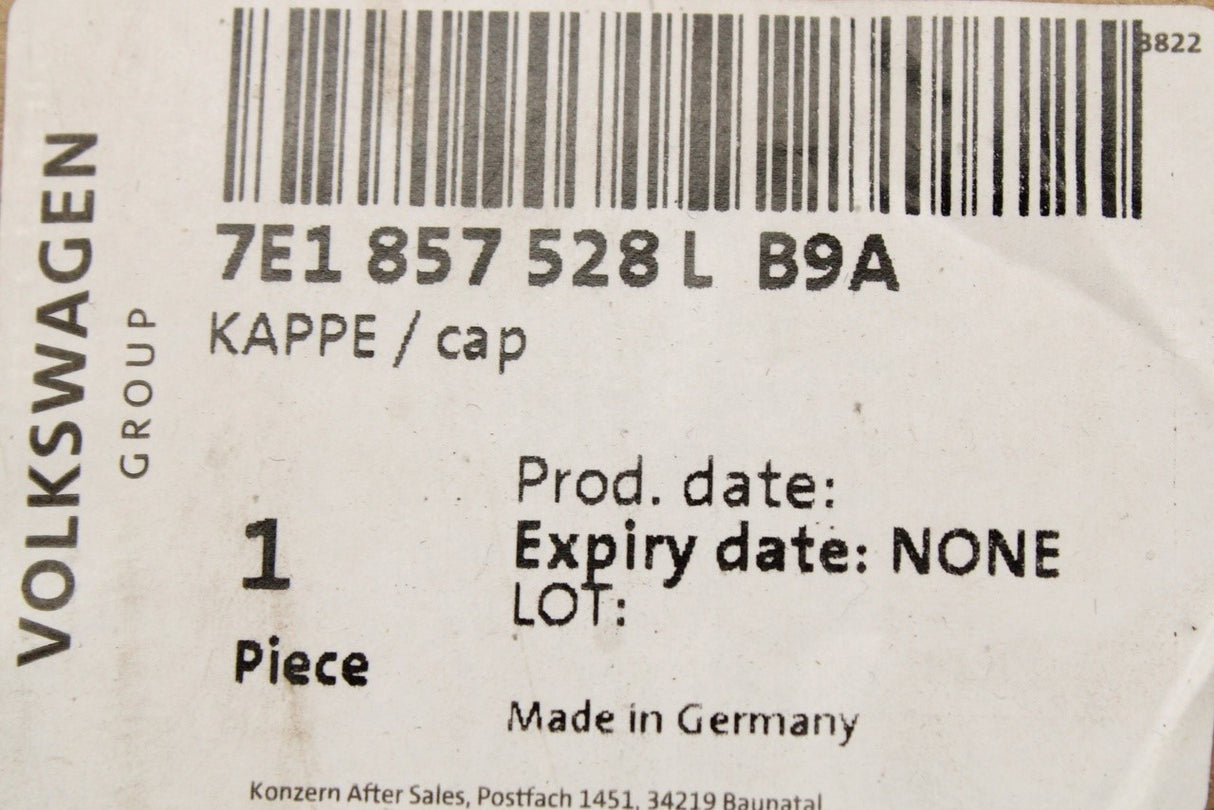 3822
7E1 857 528 L B9A
KAPPE / cap
VOLKSWAGEN
GROUP
Prod. date:
Expiry date: NONE
LOT:
1
Piece
Made in Germany
Konzern After Sales, Postfach 1451, 34219 Baunatal